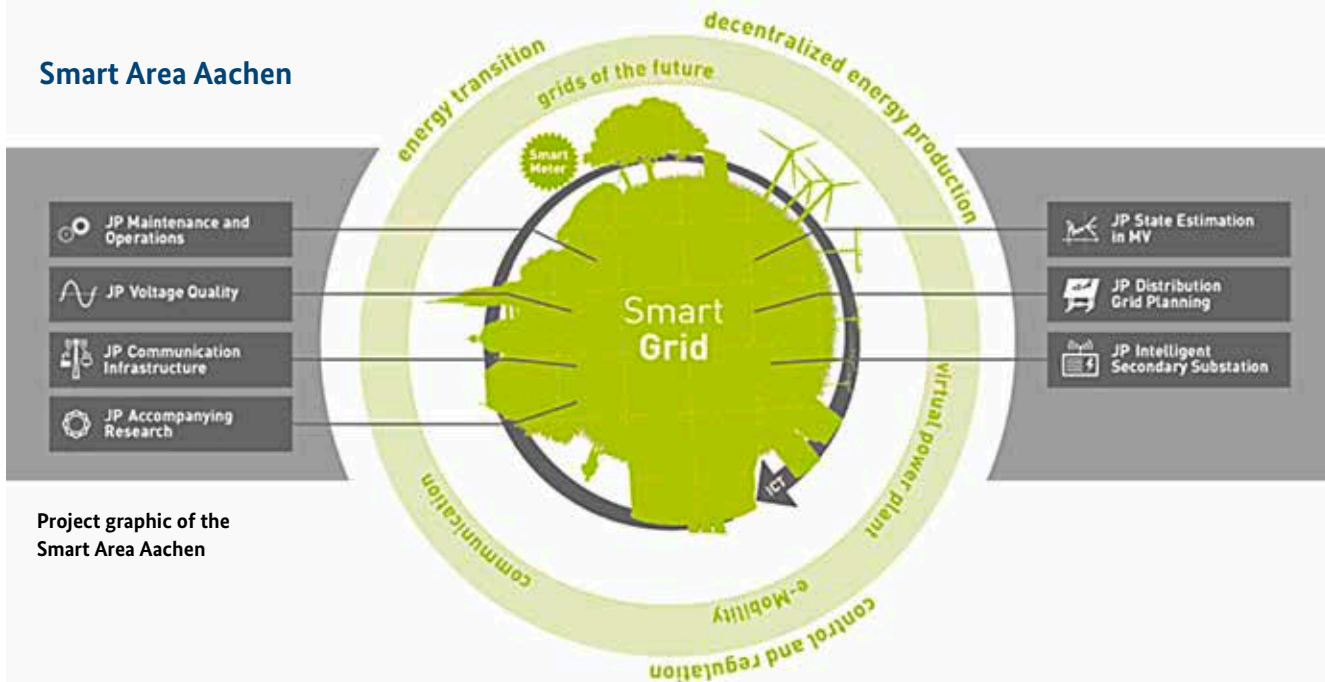 Smart Area Aachen
energy transition
grids of the future
decentralized energy production
Smart
Meter
JP Maintenance and
Operations
JP Voltage Quality
JP Communication
Infrastructure
JP Accompanying
Research
Smart
Grid
JP State Estimation
in MV
JP Distribution
Grid Planning
JP Intelligent
Secondary Substation
ICT
virtual power plant
communication
e-Mobility
control and regulation
Project graphic of the
Smart Area Aachen